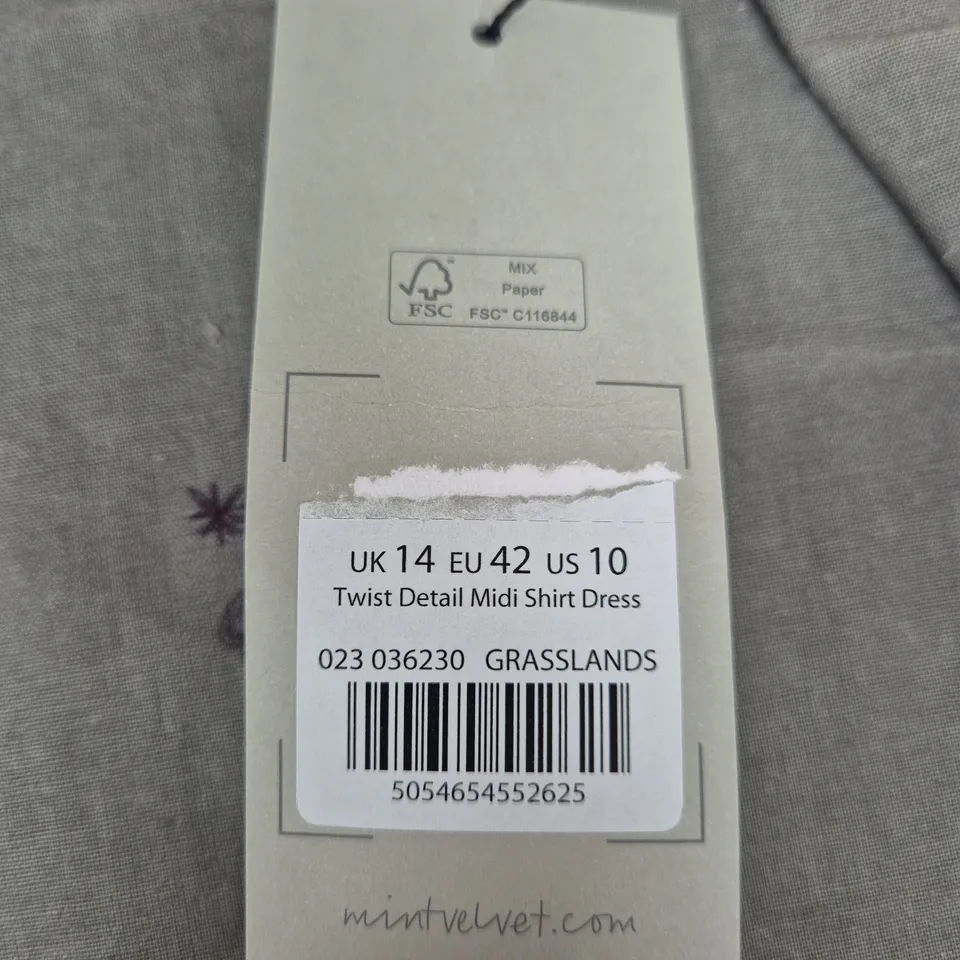 MIX
Paper
FSC™ C116844
FSC™
UK 14 EU 42 US 10
Twist Detail Midi Shirt Dress
023 036230 GRASSLANDS
5054654552625
mintvelvet.com